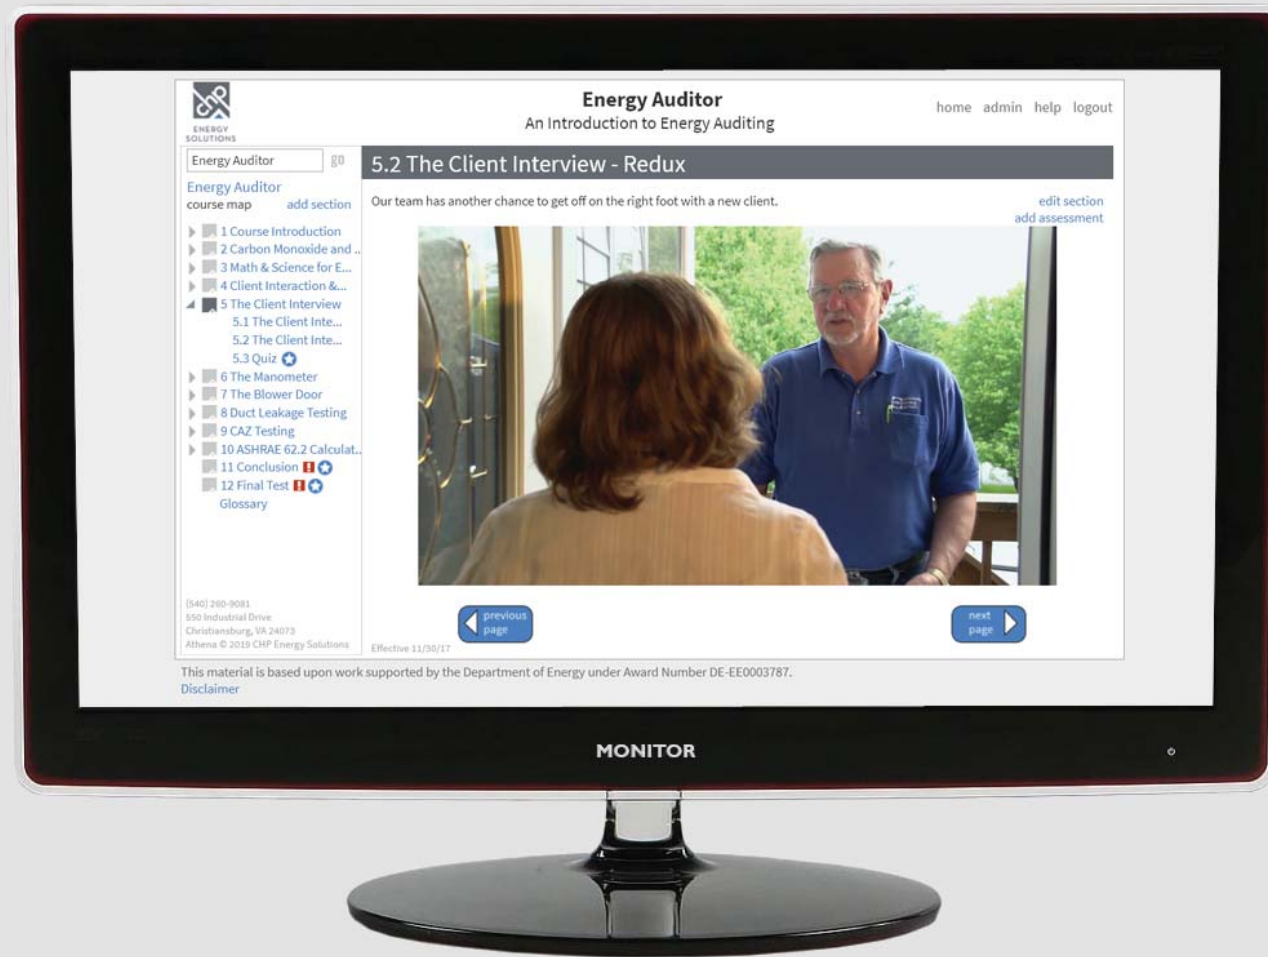 ENERGY
SOLUTIONS
Energy Auditor
An Introduction to Energy Auditing
home admin help logout
Energy Auditor go
Energy Auditor
course map add section
1 Course Introduction
2 Carbon Monoxide and ..
3 Math & Science for E...
4 Client Interaction &...
5 The Client Interview
5.1 The Client Inte...
5.2 The Client Inte...
5.3 Quiz
6 The Manometer
7 The Blower Door
8 Duct Leakage Testing
9 CAZ Testing
10 ASHRAE 62.2 Calculat..
11 Conclusion
12 Final Test
Glossary
(540) 260-9081
550 Industrial Drive
Christiansburg, VA 24073
Athena © 2019 CHP Energy Solutions
5.2 The Client Interview - Redux
Our team has another chance to get off on the right foot with a new client.
edit section
add assessment
previous
page
next
page
Effective 11/30/17
This material is based upon work supported by the Department of Energy under Award Number DE-EE0003787.
Disclaimer
MONITOR